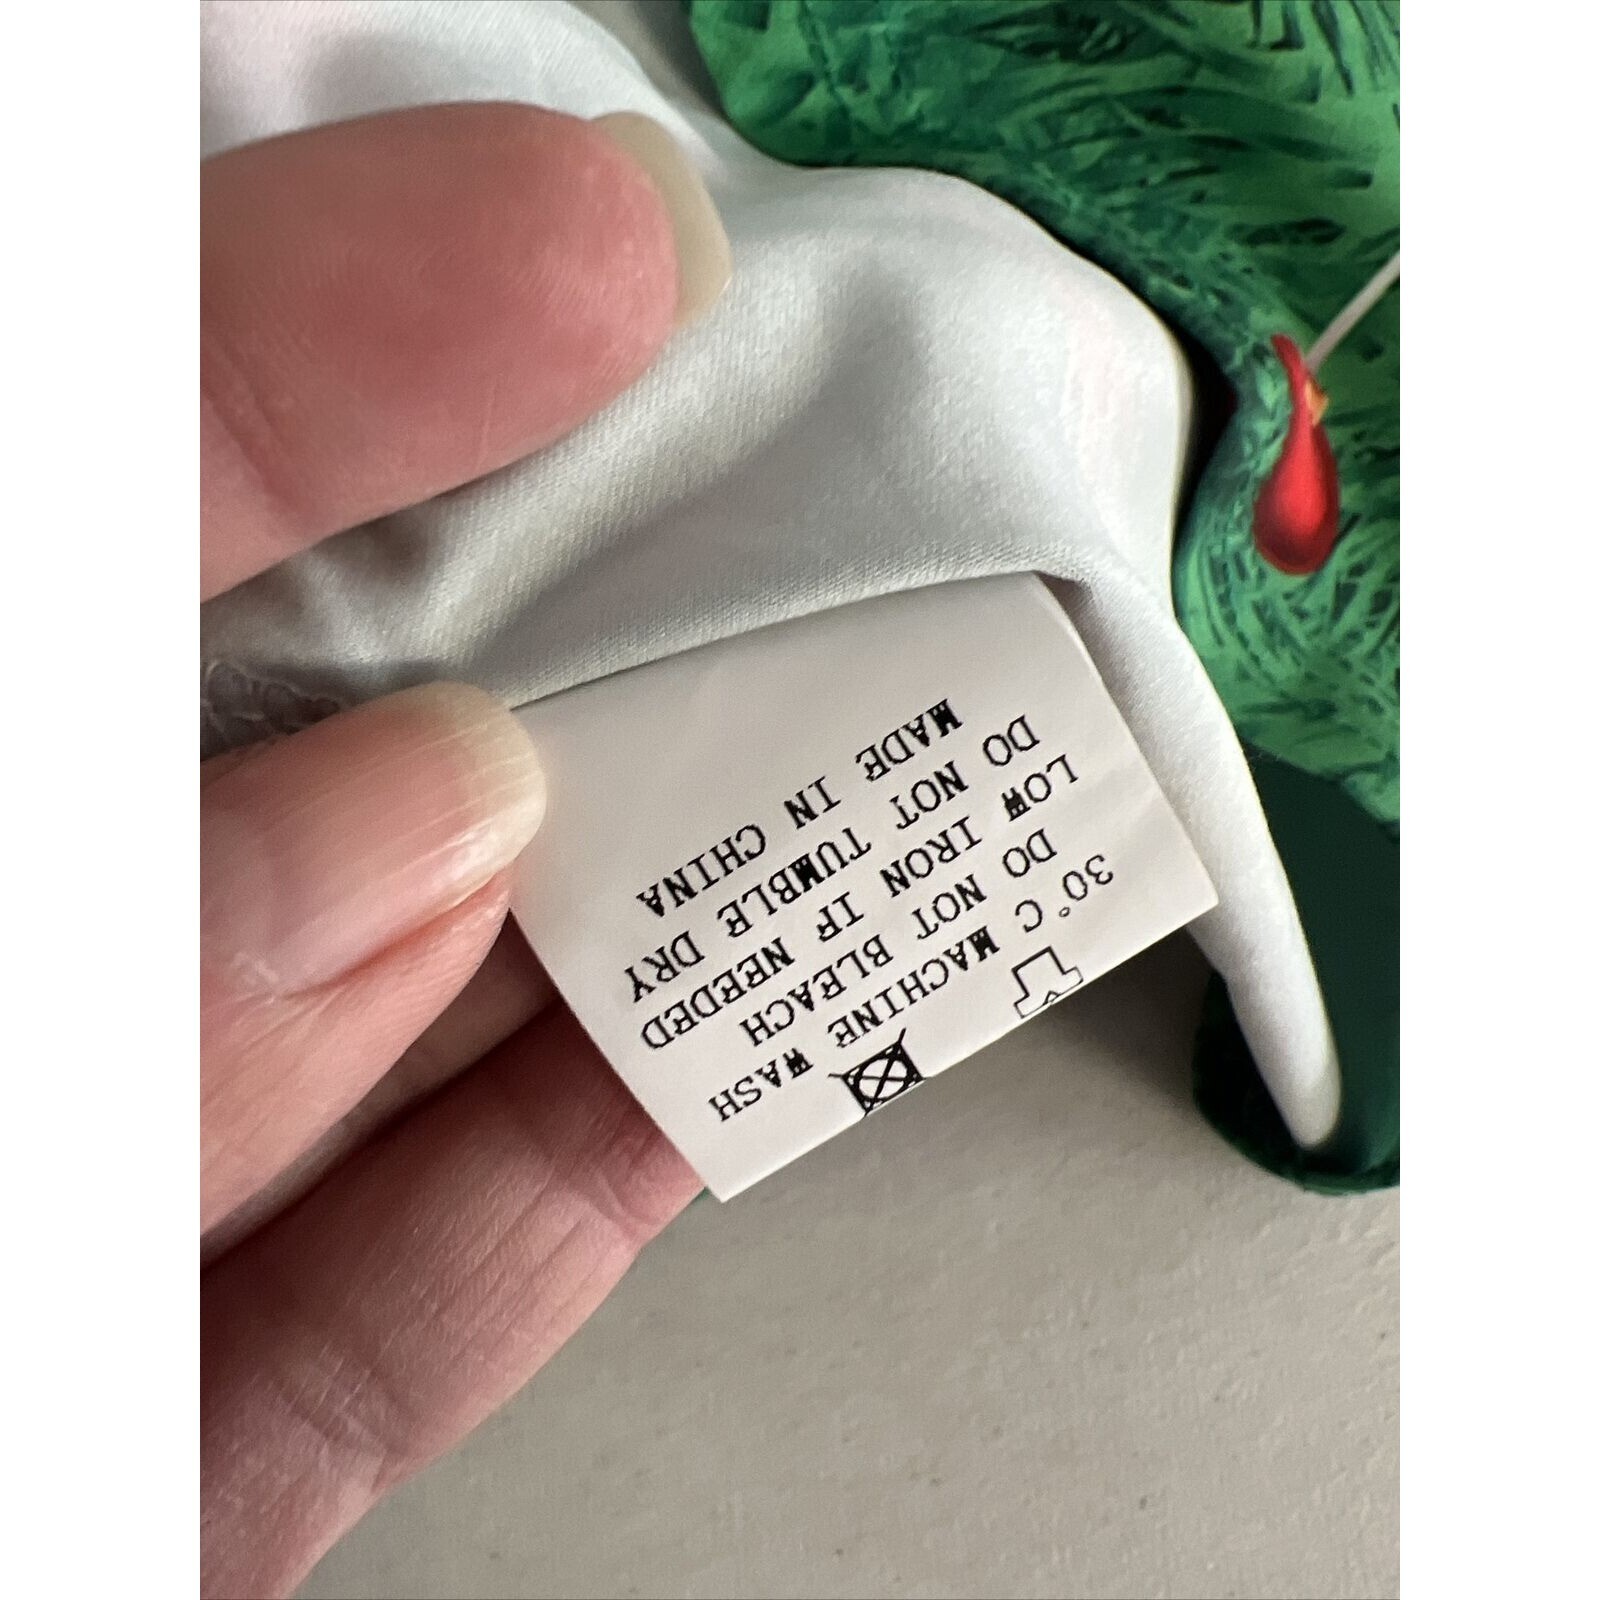 30°C MACHINE WASH
DO NOT BLEACH
LOW IRON IF NEEDED
DO NOT TUMBLE DRY
MADE IN CHINA